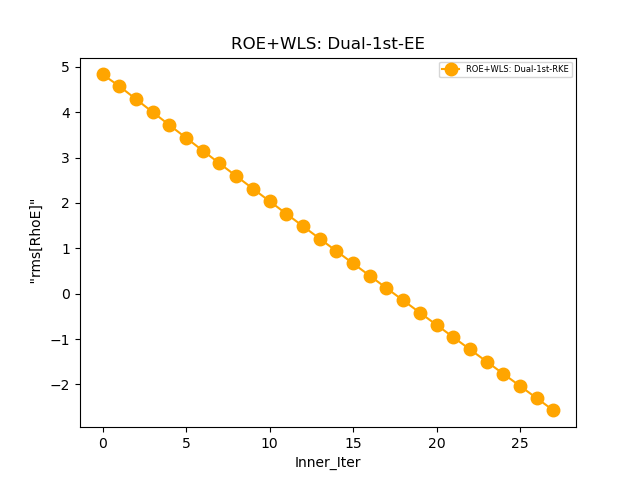 ROE+WLS: Dual-1st-EE
ROE+WLS: Dual-1st-RKE
"rms[RhoE]"
5
4
3
2
1
0
−1
−2
0 5 10 15 20 25
Inner_Iter